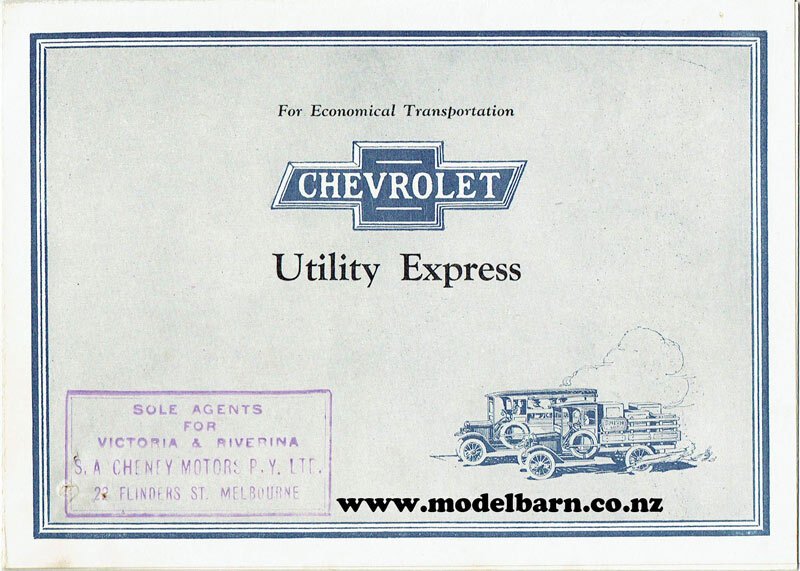 For Economical Transportation
CHEVROLET
Utility Express
SOLE AGENTS
FOR
VICTORIA & RIVERINA
S. A. CHENEY MOTORS P.Y. LTD.
22 FLINDERS ST. MELBOURNE
www.modelbarn.co.nz